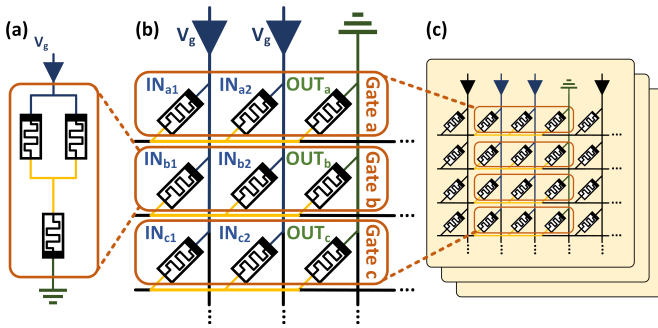 (a)
V_g
(b)
V_g
V_g
IN_a1
IN_a2
OUT_a
Gate a
...
IN_b1
IN_b2
OUT_b
Gate b
...
IN_c1
IN_c2
OUT_c
Gate c
...
(c)
...
...
...
...